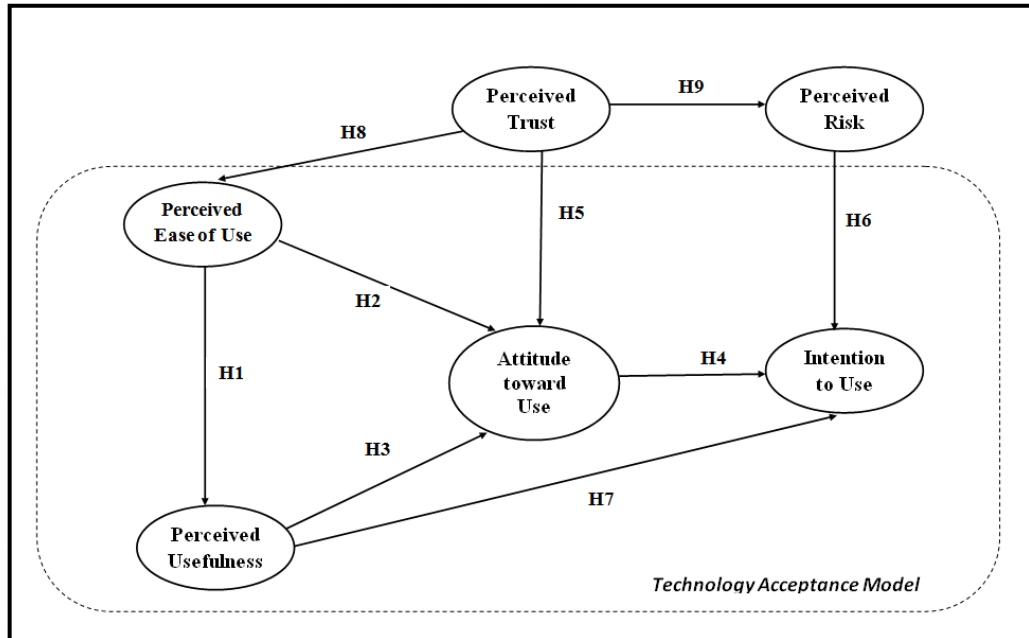 Perceived
Trust
H9
Perceived
Risk
H8
Perceived
Ease of Use
H5
H6
H2
Attitude
toward
Use
H4
Intention
to Use
H1
H3
H7
Perceived
Usefulness
Technology Acceptance Model